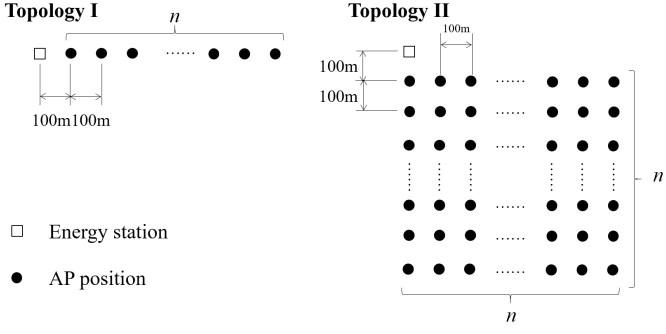 Topology I
n
100m100m
Topology II
100m
100m
100m
n
n
Energy station
AP position